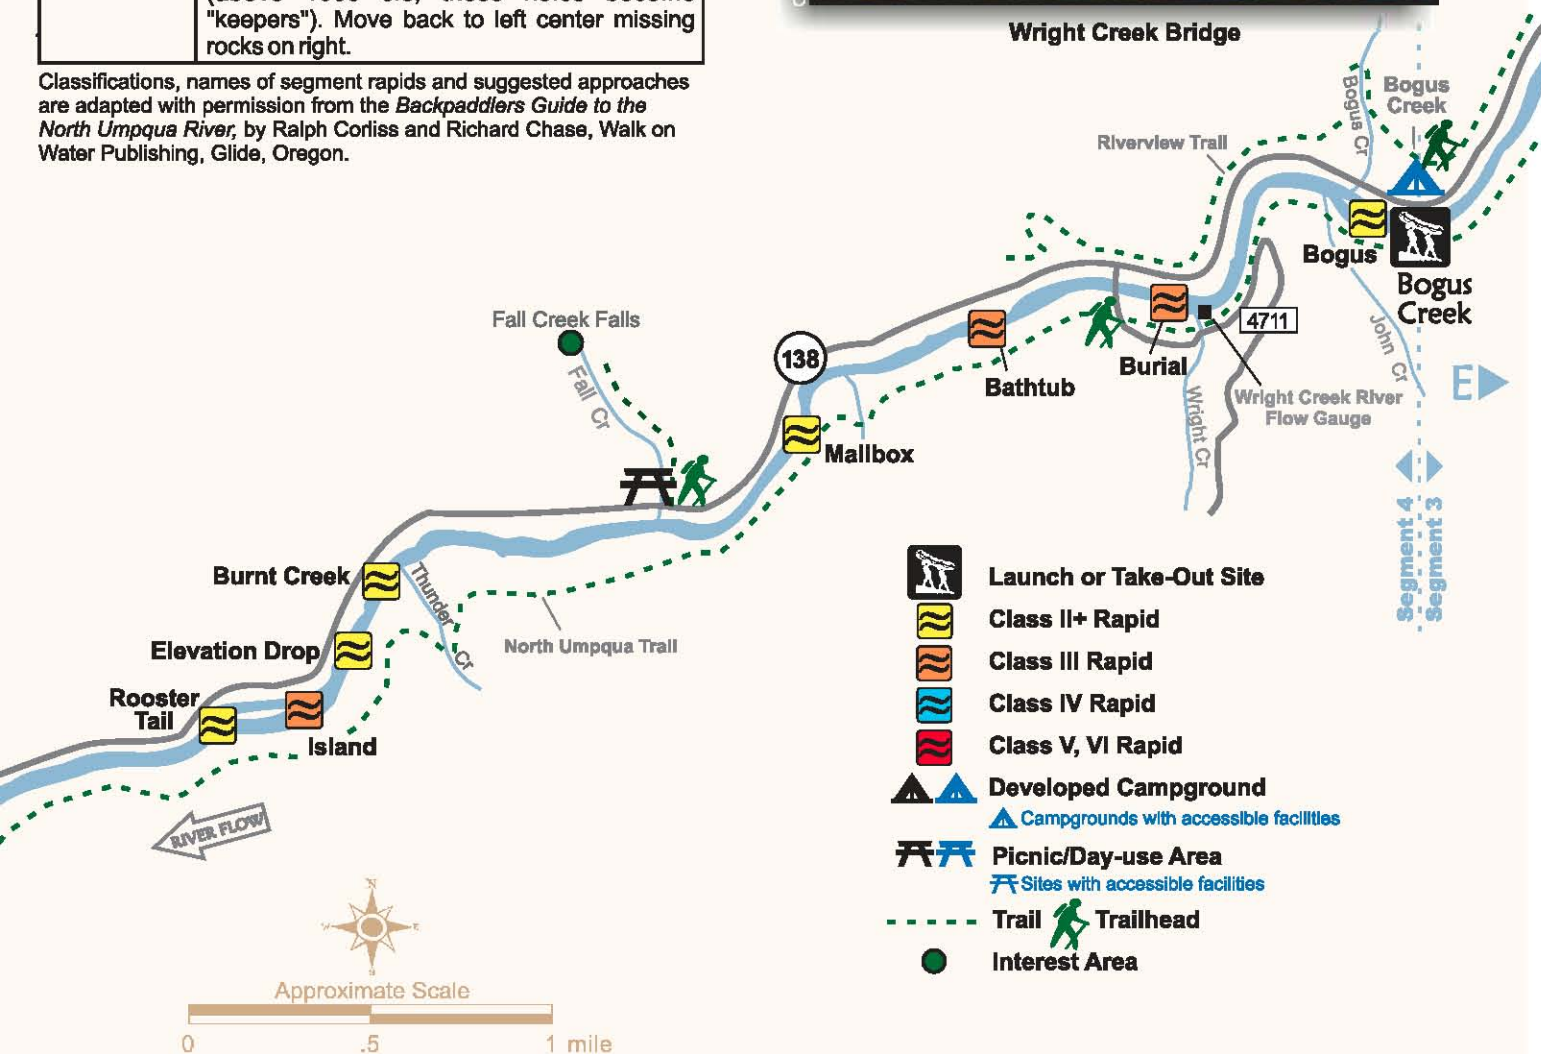 "keepers"). Move back to left center missing
rocks on right.
Classifications, names of segment rapids and suggested approaches
are adapted with permission from the Backpaddlers Guide to the
North Umpqua River, by Ralph Corliss and Richard Chase, Walk on
Water Publishing, Glide, Oregon.
Wright Creek Bridge
Bogus Cr
Bogus
Creek
Riverview Trail
Bogus
Bogus
Creek
John Cr
4711
Burial
Wright Creek River
Flow Gauge
Wright Cr
E
Segment 4
Segment 3
Fall Creek Falls
Fall Cr
138
Bathtub
Mailbox
Burnt Creek
Thunder
Cr
Elevation Drop
North Umpqua Trail
Rooster
Tail
Island
RIVER FLOW
Launch or Take-Out Site
Class II+ Rapid
Class III Rapid
Class IV Rapid
Class V, VI Rapid
Developed Campground
Campgrounds with accessible facilities
Picnic/Day-use Area
Sites with accessible facilities
Trail
Trailhead
Interest Area
N
W
E
Approximate Scale
0 .5 1 mile